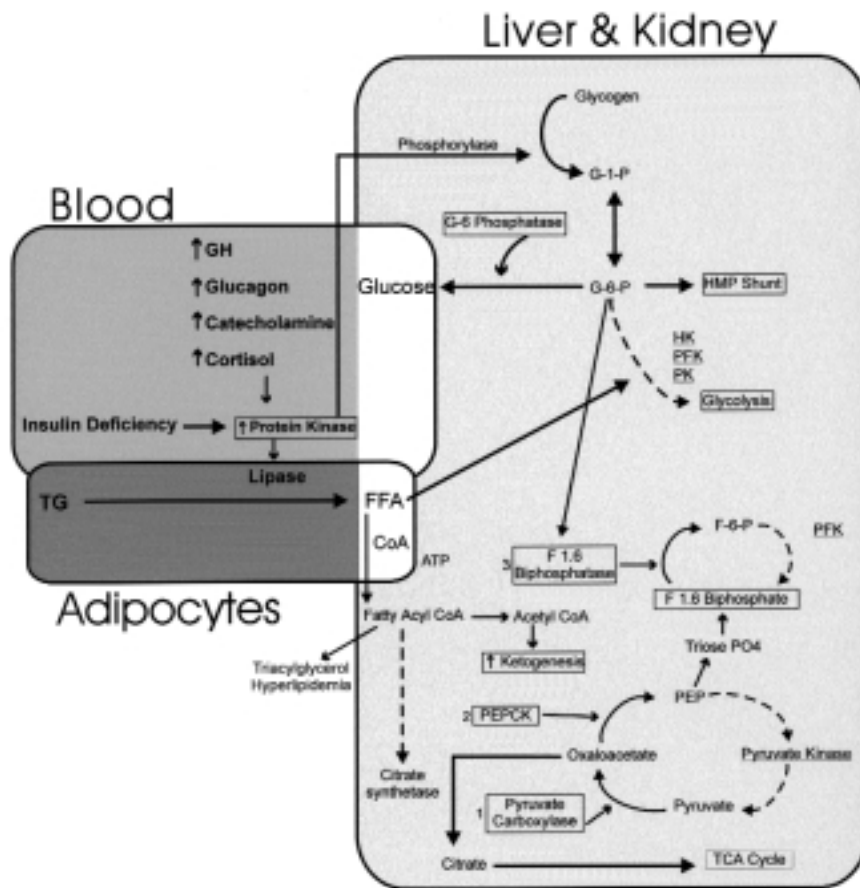 Liver & Kidney
Glycogen
Phosphorylase
G-1-P
Blood
G-6 Phosphatase
↑GH
Glucose
G-6-P
HMP Shunt
↑Glucagon
↑Catecholamine
HK
PFK
PK
↑Cortisol
Glycolysis
Insulin Deficiency
↑Protein Kinase
Lipase
TG
FFA
CoA
ATP
F-6-P
PFK
3
F 1.6
Biphosphatase
F 1.6 Biphosphate
Adipocytes
Fatty Acyl CoA
Acetyl CoA
Triose PO4
Triacylglycerol
Hyperlipidemia
↑ Ketogenesis
PEP
2
PEPCK
Oxaloacetate
Pyruvate Kinase
Citrate
synthetase
1
Pyruvate
Carboxylase
Pyruvate
Citrate
TCA Cycle